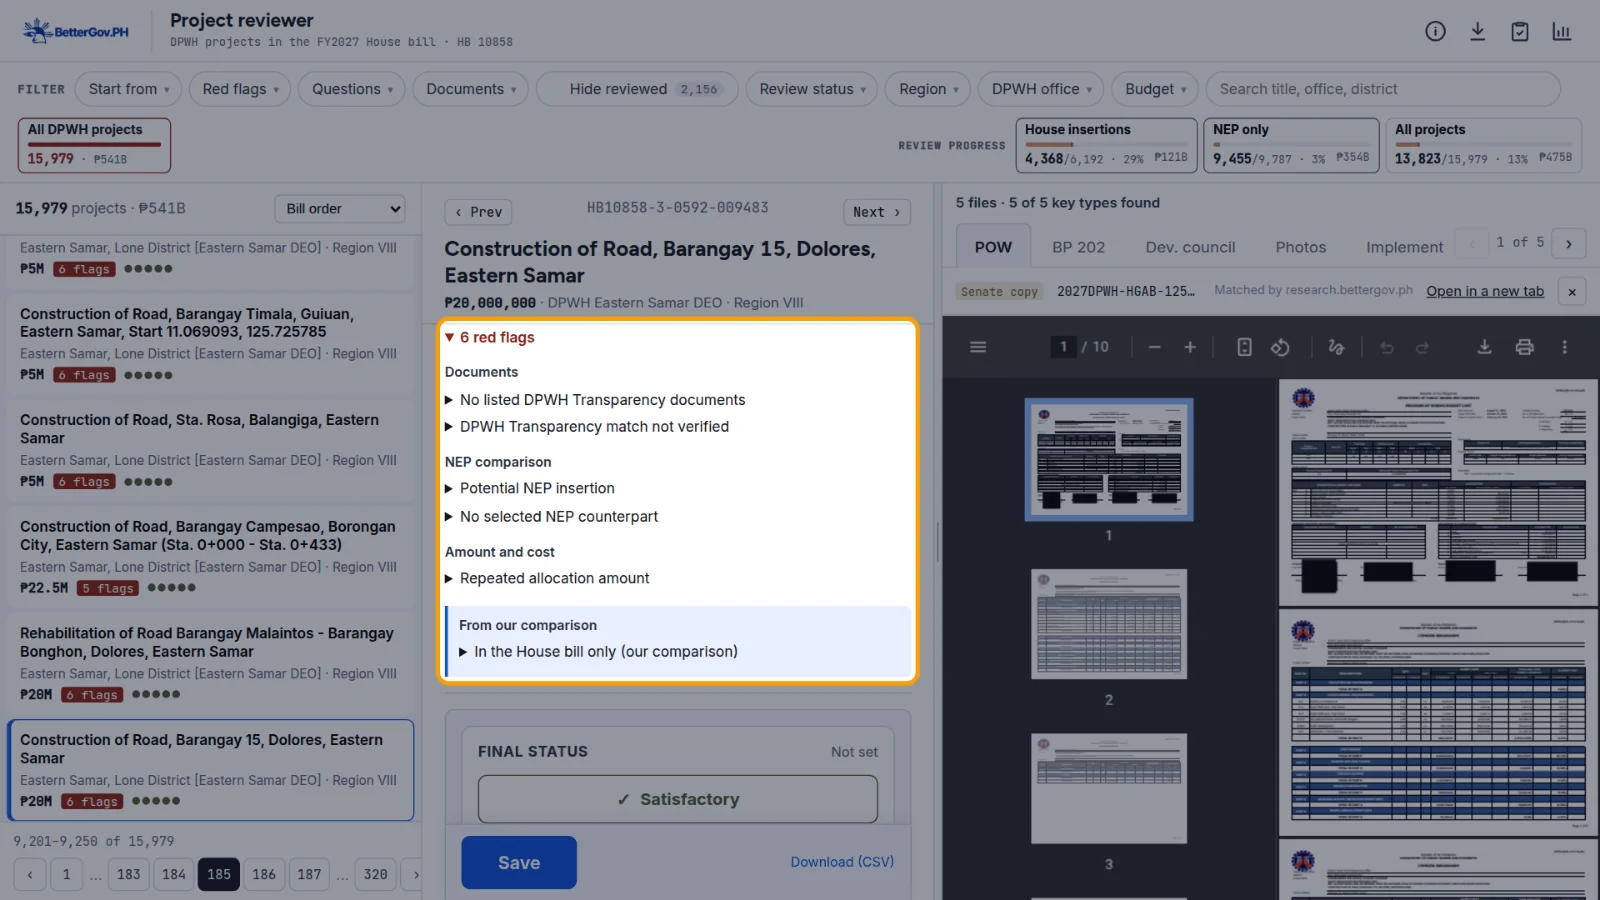 BetterGov.PH
Project reviewer
DPWH projects in the FY2027 House bill · HB 10858
FILTER
Start from
Red flags
Questions
Documents
Hide reviewed 2,156
Review status
Region
DPWH office
Budget
Search title, office, district
All DPWH projects
15,979 · ₱541B
REVIEW PROGRESS
House insertions
4,368/6,192 · 29% ₱121B
NEP only
9,455/9,787 · 3% ₱354B
All projects
13,823/15,979 · 13% ₱475B
15,979 projects · ₱541B
Bill order
Eastern Samar, Lone District [Eastern Samar DEO] · Region VIII
₱5M 6 flags
Construction of Road, Barangay Timala, Guiuan,
Eastern Samar, Start 11.069093, 125.725785
Eastern Samar, Lone District [Eastern Samar DEO] · Region VIII
₱5M 6 flags
Construction of Road, Sta. Rosa, Balangiga, Eastern
Samar
Eastern Samar, Lone District [Eastern Samar DEO] · Region VIII
₱5M 6 flags
Construction of Road, Barangay Campesao, Borongan
City, Eastern Samar (Sta. 0+000 - Sta. 0+433)
Eastern Samar, Lone District [Eastern Samar DEO] · Region VIII
₱22.5M 5 flags
Rehabilitation of Road Barangay Malaintos - Barangay
Bonghon, Dolores, Eastern Samar
Eastern Samar, Lone District [Eastern Samar DEO] · Region VIII
₱20M 6 flags
Construction of Road, Barangay 15, Dolores, Eastern
Samar
Eastern Samar, Lone District [Eastern Samar DEO] · Region VIII
₱20M 6 flags
9,201–9,250 of 15,979
‹ 1 … 183 184 185 186 187 … 320 ›
‹ Prev
HB10858-3-0592-009483
Next ›
Construction of Road, Barangay 15, Dolores,
Eastern Samar
₱20,000,000 · DPWH Eastern Samar DEO · Region VIII
6 red flags
Documents
No listed DPWH Transparency documents
DPWH Transparency match not verified
NEP comparison
Potential NEP insertion
No selected NEP counterpart
Amount and cost
Repeated allocation amount
From our comparison
In the House bill only (our comparison)
FINAL STATUS
Not set
✓ Satisfactory
Save
Download (CSV)
5 files · 5 of 5 key types found
POW
BP 202
Dev. council
Photos
Implement
‹ 1 of 5 ›
Senate copy
2027DPWH-HGAB-125…
Matched by research.bettergov.ph
Open in a new tab
×
1 / 10
1
2
3